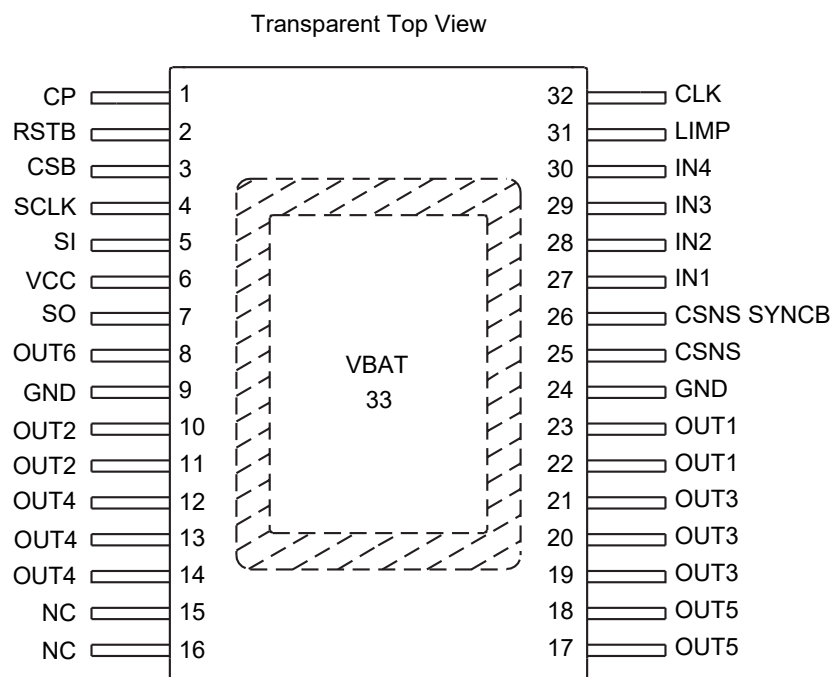 Transparent Top View
CP 1 32 CLK
RSTB 2 31 LIMP
CSB 3 30 IN4
SCLK 4 29 IN3
SI 5 28 IN2
VCC 6 27 IN1
SO 7 26 CSNS SYNCB
OUT6 8 25 CSNS
GND 9 24 GND
OUT2 10 23 OUT1
OUT2 11 22 OUT1
OUT4 12 21 OUT3
OUT4 13 20 OUT3
OUT4 14 19 OUT3
NC 15 18 OUT5
NC 16 17 OUT5
VBAT
33